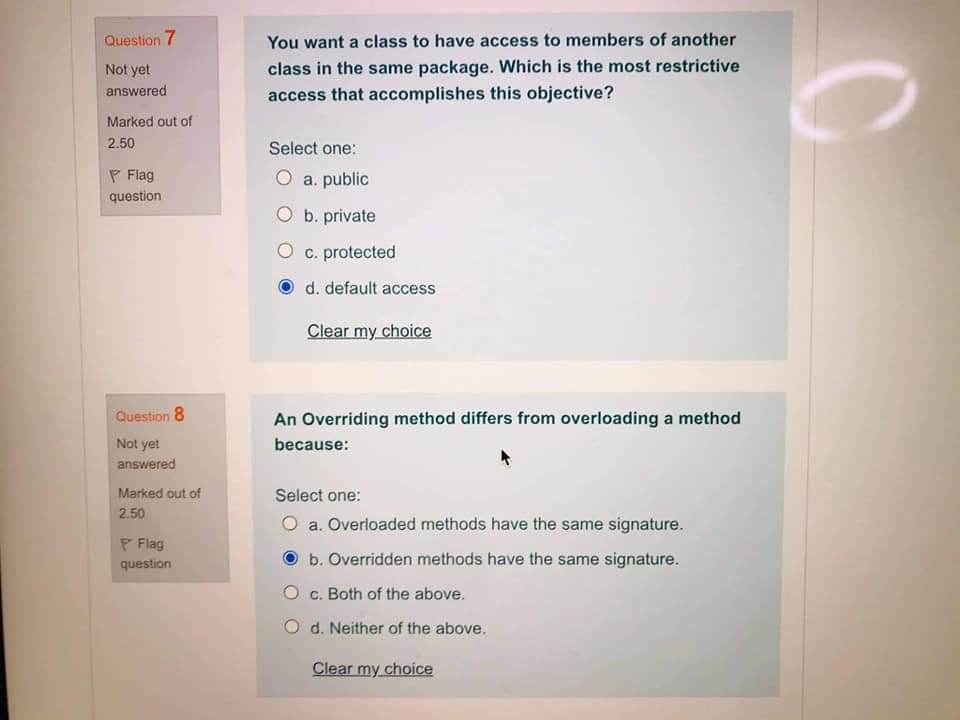 Question 7
Not yet
answered
Marked out of
2.50
Flag
question
You want a class to have access to members of another
class in the same package. Which is the most restrictive
access that accomplishes this objective?
Select one:
a. public
b. private
c. protected
d. default access
Clear my choice
Question 8
Not yet
answered
Marked out of
2.50
Flag
question
An Overriding method differs from overloading a method
because:
Select one:
a. Overloaded methods have the same signature.
b. Overridden methods have the same signature.
c. Both of the above.
d. Neither of the above.
Clear my choice